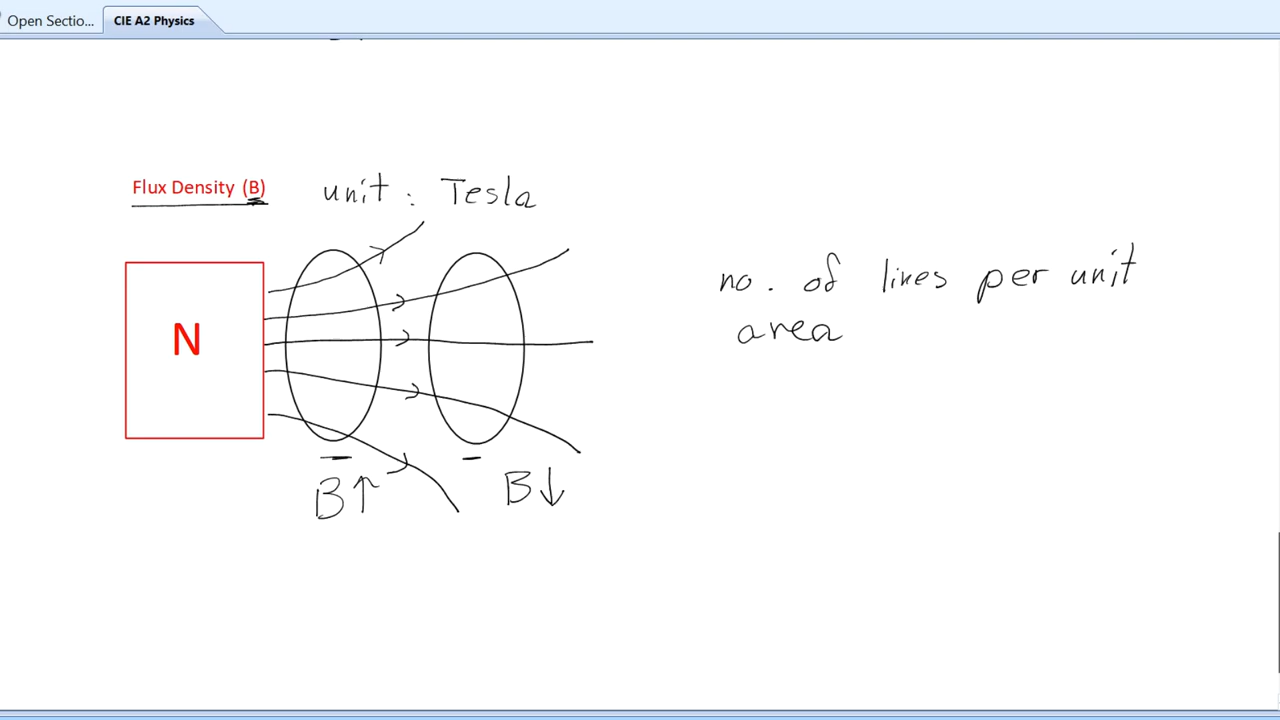 Open Sectio...
CIE A2 Physics
Flux Density (B)
unit : Tesla
N
no. of lines per unit
area
B↑
B↓